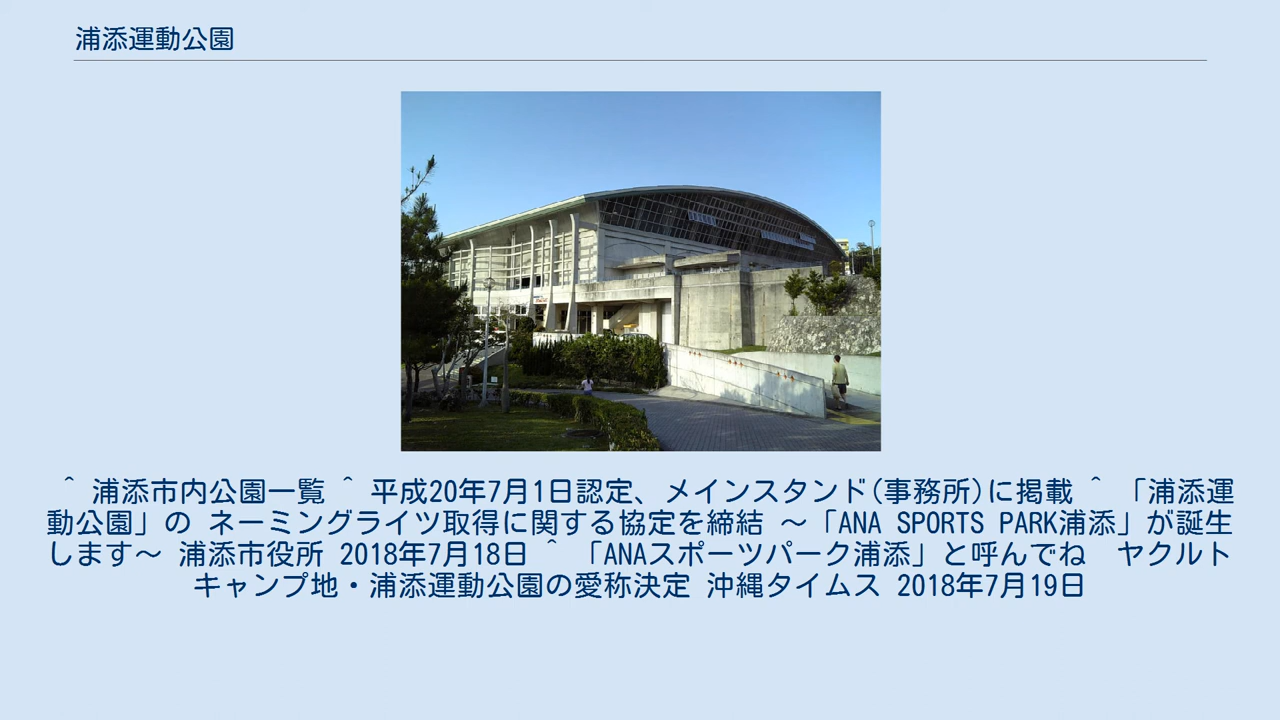 浦添運動公園
^ 浦添市内公園一覧 ^ 平成20年7月1日認定、メインスタンド(事務所)に掲載 ^ 「浦添運
動公園」の ネーミングライツ取得に関する協定を締結 ～「ANA SPORTS PARK浦添」が誕生
します～ 浦添市役所 2018年7月18日 ^ 「ANAスポーツパーク浦添」と呼んでね　ヤクルト
キャンプ地・浦添運動公園の愛称決定 沖縄タイムス 2018年7月19日